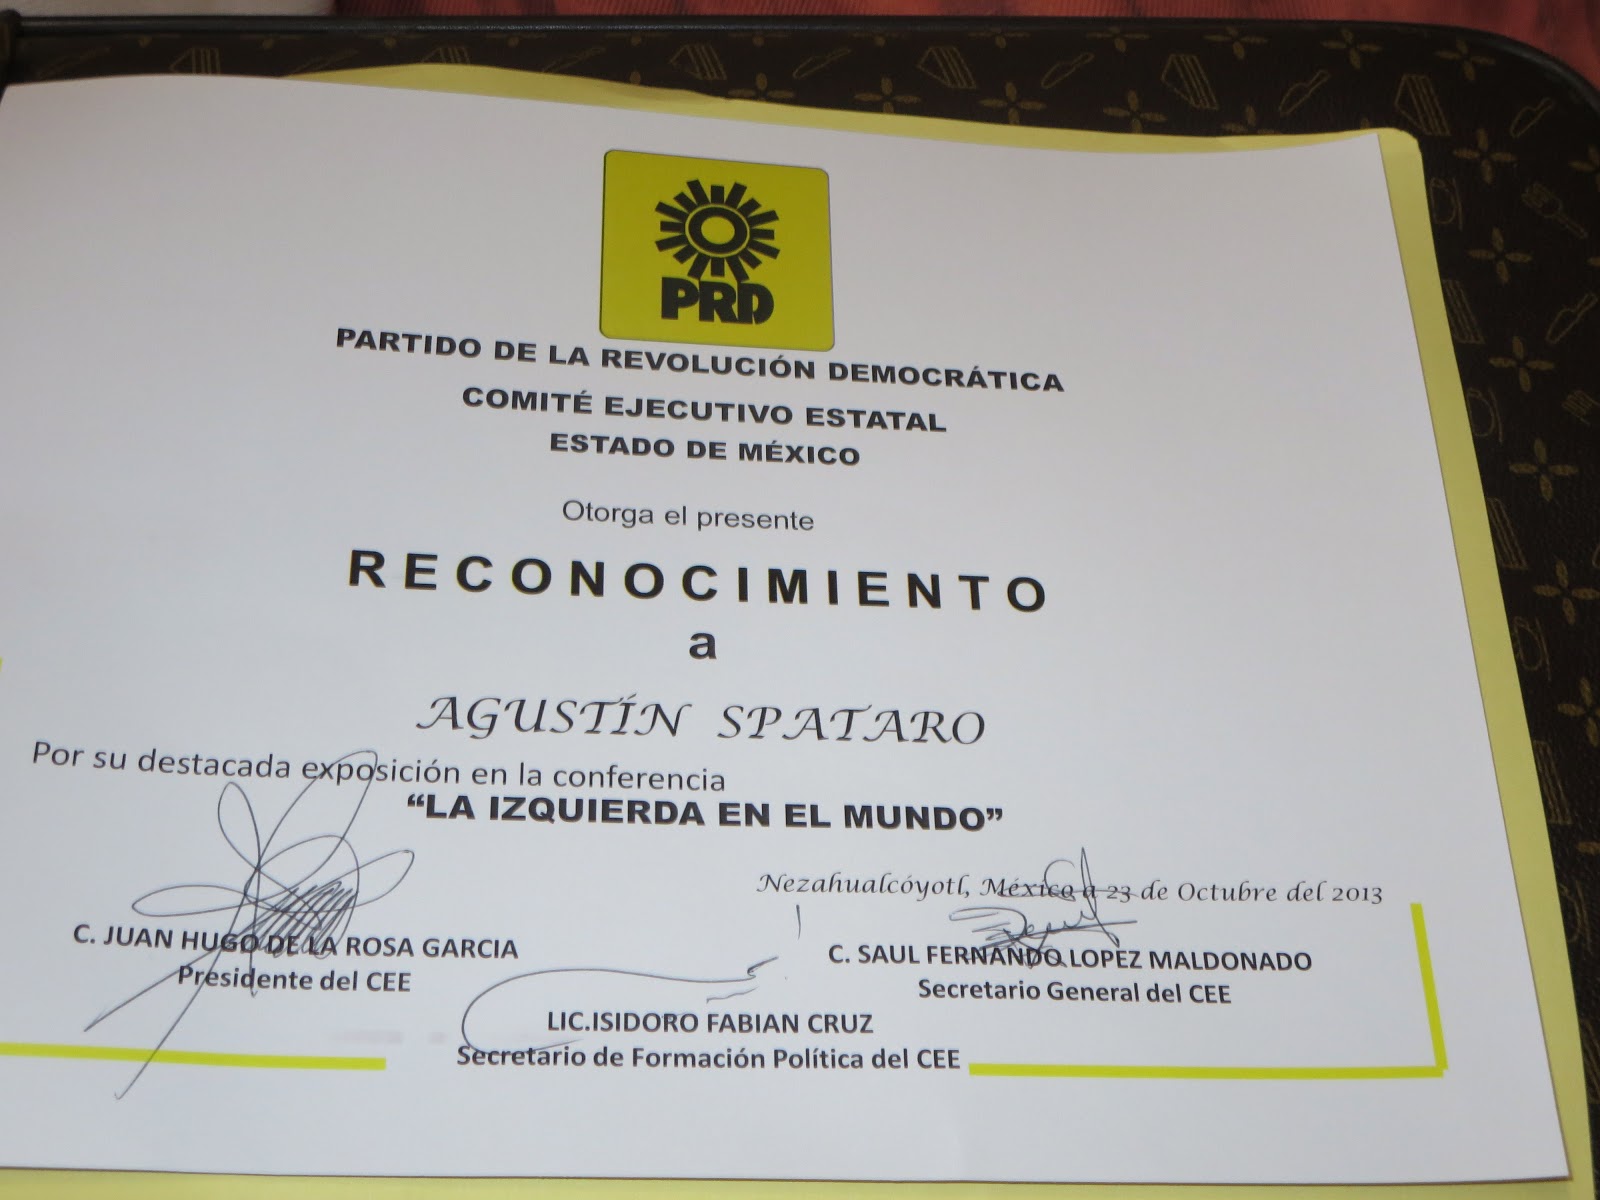 PRD
PARTIDO DE LA REVOLUCIÓN DEMOCRÁTICA
COMITÉ EJECUTIVO ESTATAL
ESTADO DE MÉXICO
Otorga el presente
RECONOCIMIENTO
a
AGUSTÍN SPATARO
Por su destacada exposición en la conferencia
“LA IZQUIERDA EN EL MUNDO”
Nezahualcóyotl, México a 23 de Octubre del 2013
C. JUAN HUGO DE LA ROSA GARCIA
Presidente del CEE
C. SAUL FERNANDO LOPEZ MALDONADO
Secretario General del CEE
LIC.ISIDORO FABIAN CRUZ
Secretario de Formación Política del CEE